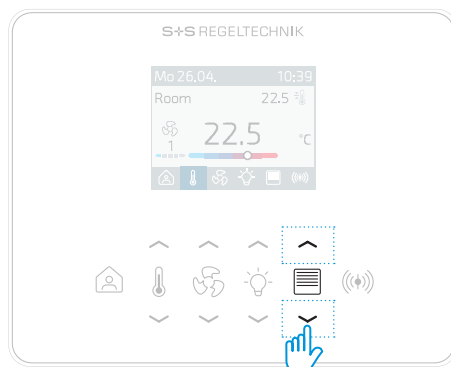 S+S REGELTECHNIK
Mo 26.04. 10:39
Room 22.5
22.5 °C
1